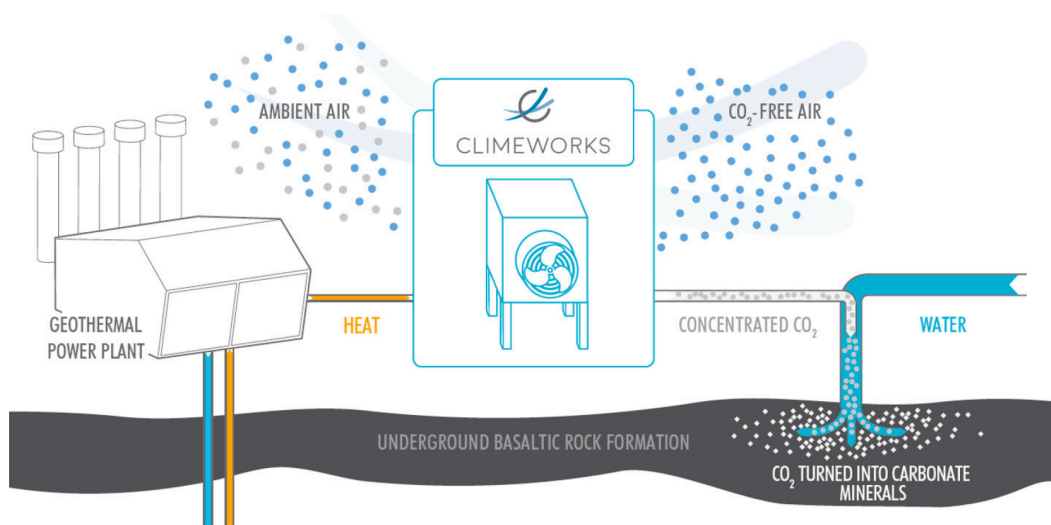 AMBIENT AIR
CLIMEWORKS
CO₂-FREE AIR
GEOTHERMAL
POWER PLANT
HEAT
CONCENTRATED CO₂
WATER
UNDERGROUND BASALTIC ROCK FORMATION
CO₂ TURNED INTO CARBONATE
MINERALS